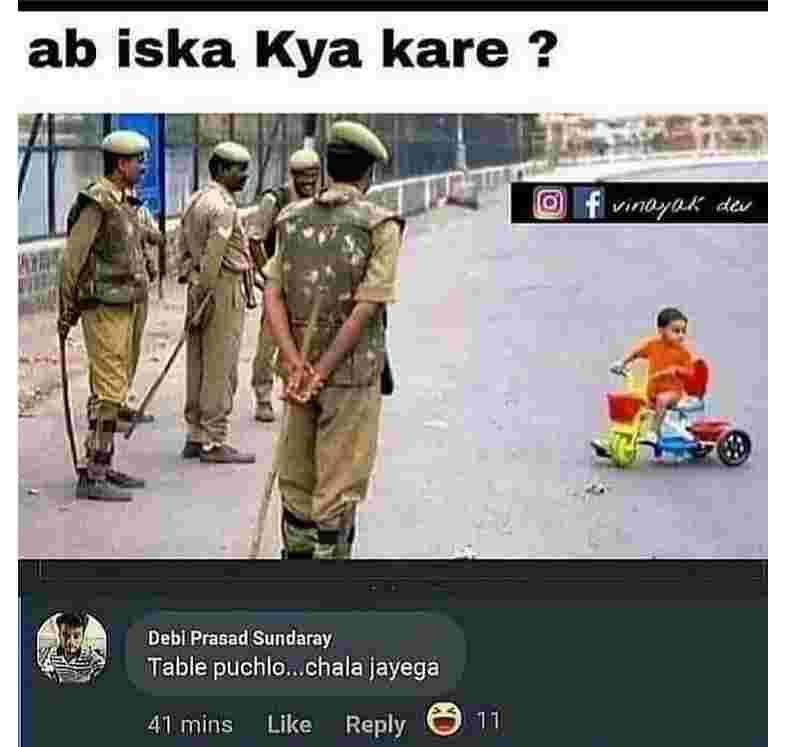 ab iska Kya kare ?
vinayak dev
Debi Prasad Sundaray
Table puchlo...chala jayega
41 mins Like Reply 11